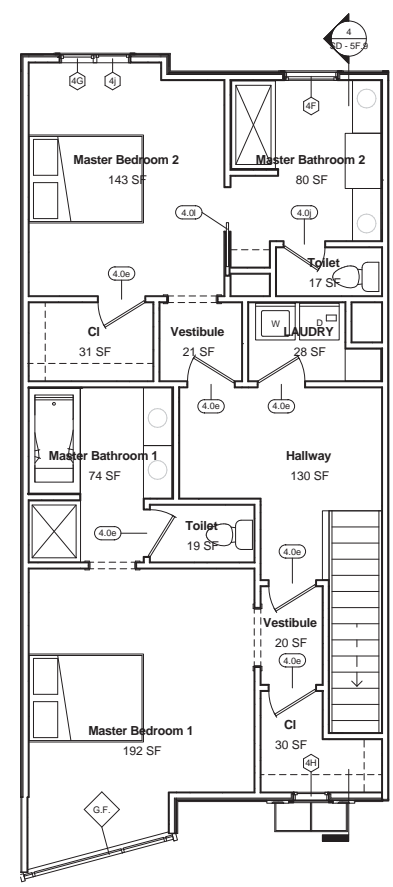 4
SD - 5F.9
4G
4j
4F
Master Bedroom 2
143 SF
Master Bathroom 2
80 SF
4.0l
4.0j
Toilet
17 SF
4.0e
Cl
31 SF
Vestibule
21 SF
W
D
LAUDRY
28 SF
4.0e
4.0e
Master Bathroom 1
74 SF
Hallway
130 SF
Toilet
19 SF
4.0e
4.0e
Vestibule
20 SF
4.0e
Master Bedroom 1
192 SF
Cl
30 SF
4H
G.F.